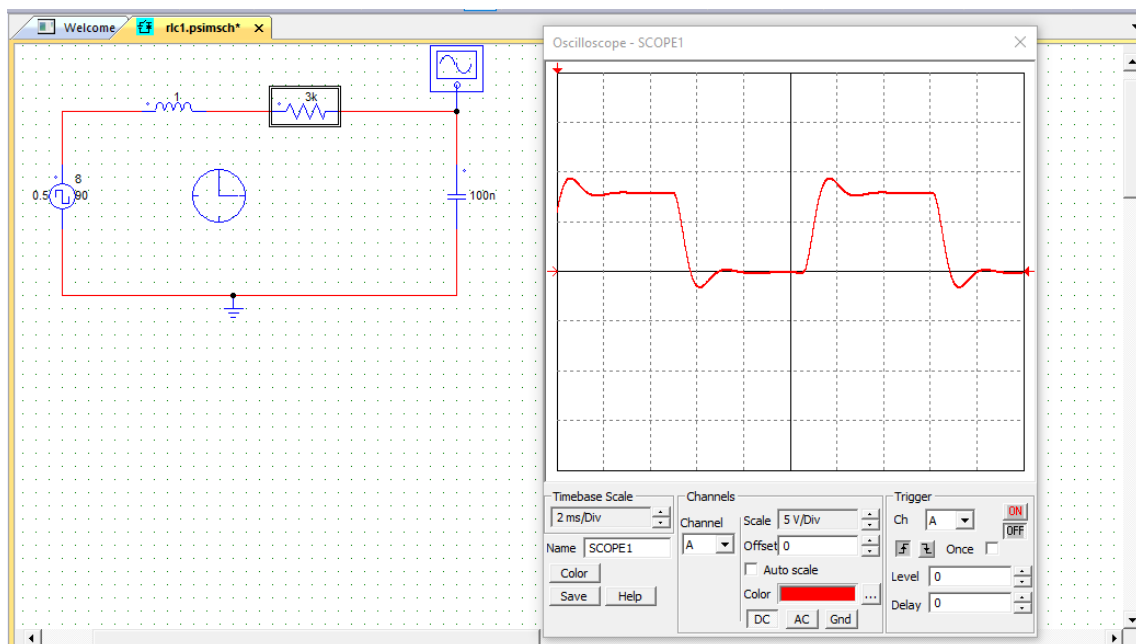 Welcome
rlc1.psimsch*
Oscilloscope - SCOPE1
1
3k
8
0.5
90
100n
Timebase Scale
2 ms/Div
Name
SCOPE1
Color
Save
Help
Channels
Channel
A
Scale
5 V/Div
Offset
0
Auto scale
Color
...
DC
AC
Gnd
Trigger
Ch
A
ON
OFF
Once
Level
0
Delay
0